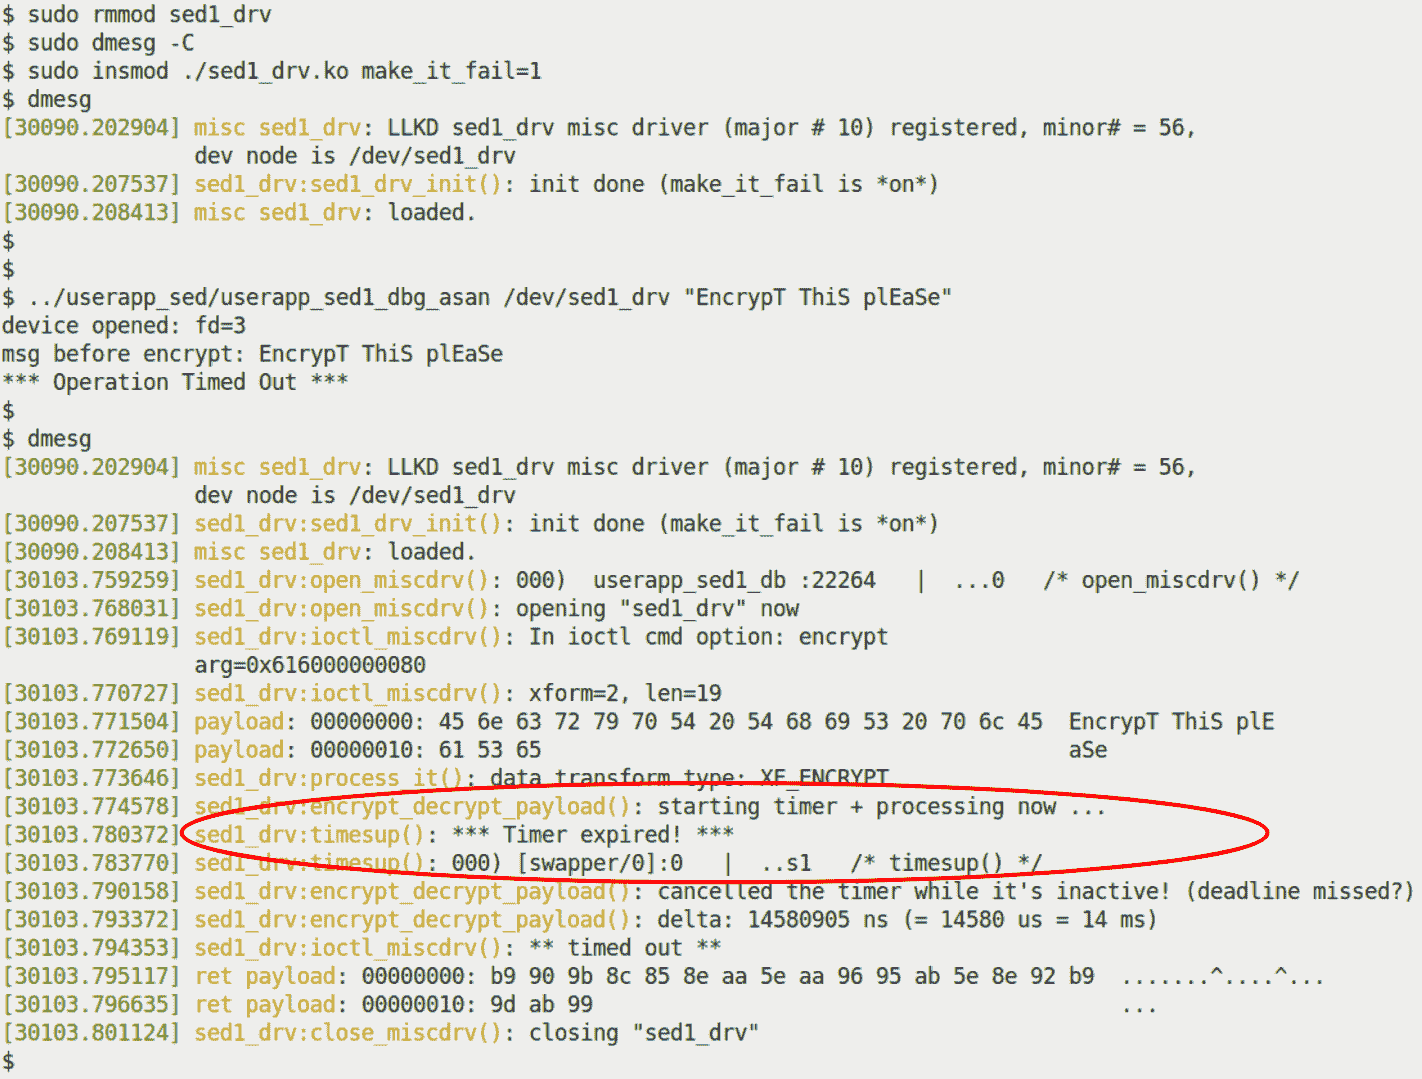 $ sudo rmmod sed1_drv
$ sudo dmesg -C
$ sudo insmod ./sed1_drv.ko make_it_fail=1
$ dmesg
[30090.202904] misc sed1_drv: LLKD sed1_drv misc driver (major # 10) registered, minor# = 56,
dev node is /dev/sed1_drv
[30090.207537] sed1_drv:sed1_drv_init(): init done (make_it_fail is *on*)
[30090.208413] misc sed1_drv: loaded.
$
$
$ ../userapp_sed/userapp_sed1_dbg_asan /dev/sed1_drv "EncrypT ThiS plEaSe"
device opened: fd=3
msg before encrypt: EncrypT ThiS plEaSe
*** Operation Timed Out ***
$
$ dmesg
[30090.202904] misc sed1_drv: LLKD sed1_drv misc driver (major # 10) registered, minor# = 56,
dev node is /dev/sed1_drv
[30090.207537] sed1_drv:sed1_drv_init(): init done (make_it_fail is *on*)
[30090.208413] misc sed1_drv: loaded.
[30103.759259] sed1_drv:open_miscdrv(): 000)  userapp_sed1_db :22264   |  ...0   /* open_miscdrv() */
[30103.768031] sed1_drv:open_miscdrv(): opening "sed1_drv" now
[30103.769119] sed1_drv:ioctl_miscdrv(): In ioctl cmd option: encrypt
arg=0x616000000080
[30103.770727] sed1_drv:ioctl_miscdrv(): xform=2, len=19
[30103.771504] payload: 00000000: 45 6e 63 72 79 70 54 20 54 68 69 53 20 70 6c 45  EncrypT ThiS plE
[30103.772650] payload: 00000010: 61 53 65                                         aSe
[30103.773646] sed1_drv:process_it(): data transform type: XF_ENCRYPT
[30103.774578] sed1_drv:encrypt_decrypt_payload(): starting timer + processing now ...
[30103.780372] sed1_drv:timesup(): *** Timer expired! ***
[30103.783770] sed1_drv:timesup(): 000) [swapper/0]:0   |  ..s1   /* timesup() */
[30103.790158] sed1_drv:encrypt_decrypt_payload(): cancelled the timer while it's inactive! (deadline missed?)
[30103.793372] sed1_drv:encrypt_decrypt_payload(): delta: 14580905 ns (= 14580 us = 14 ms)
[30103.794353] sed1_drv:ioctl_miscdrv(): ** timed out **
[30103.795117] ret payload: 00000000: b9 90 9b 8c 85 8e aa 5e aa 96 95 ab 5e 8e 92 b9  .......^....^...
[30103.796635] ret payload: 00000010: 9d ab 99                                         ...
[30103.801124] sed1_drv:close_miscdrv(): closing "sed1_drv"
$